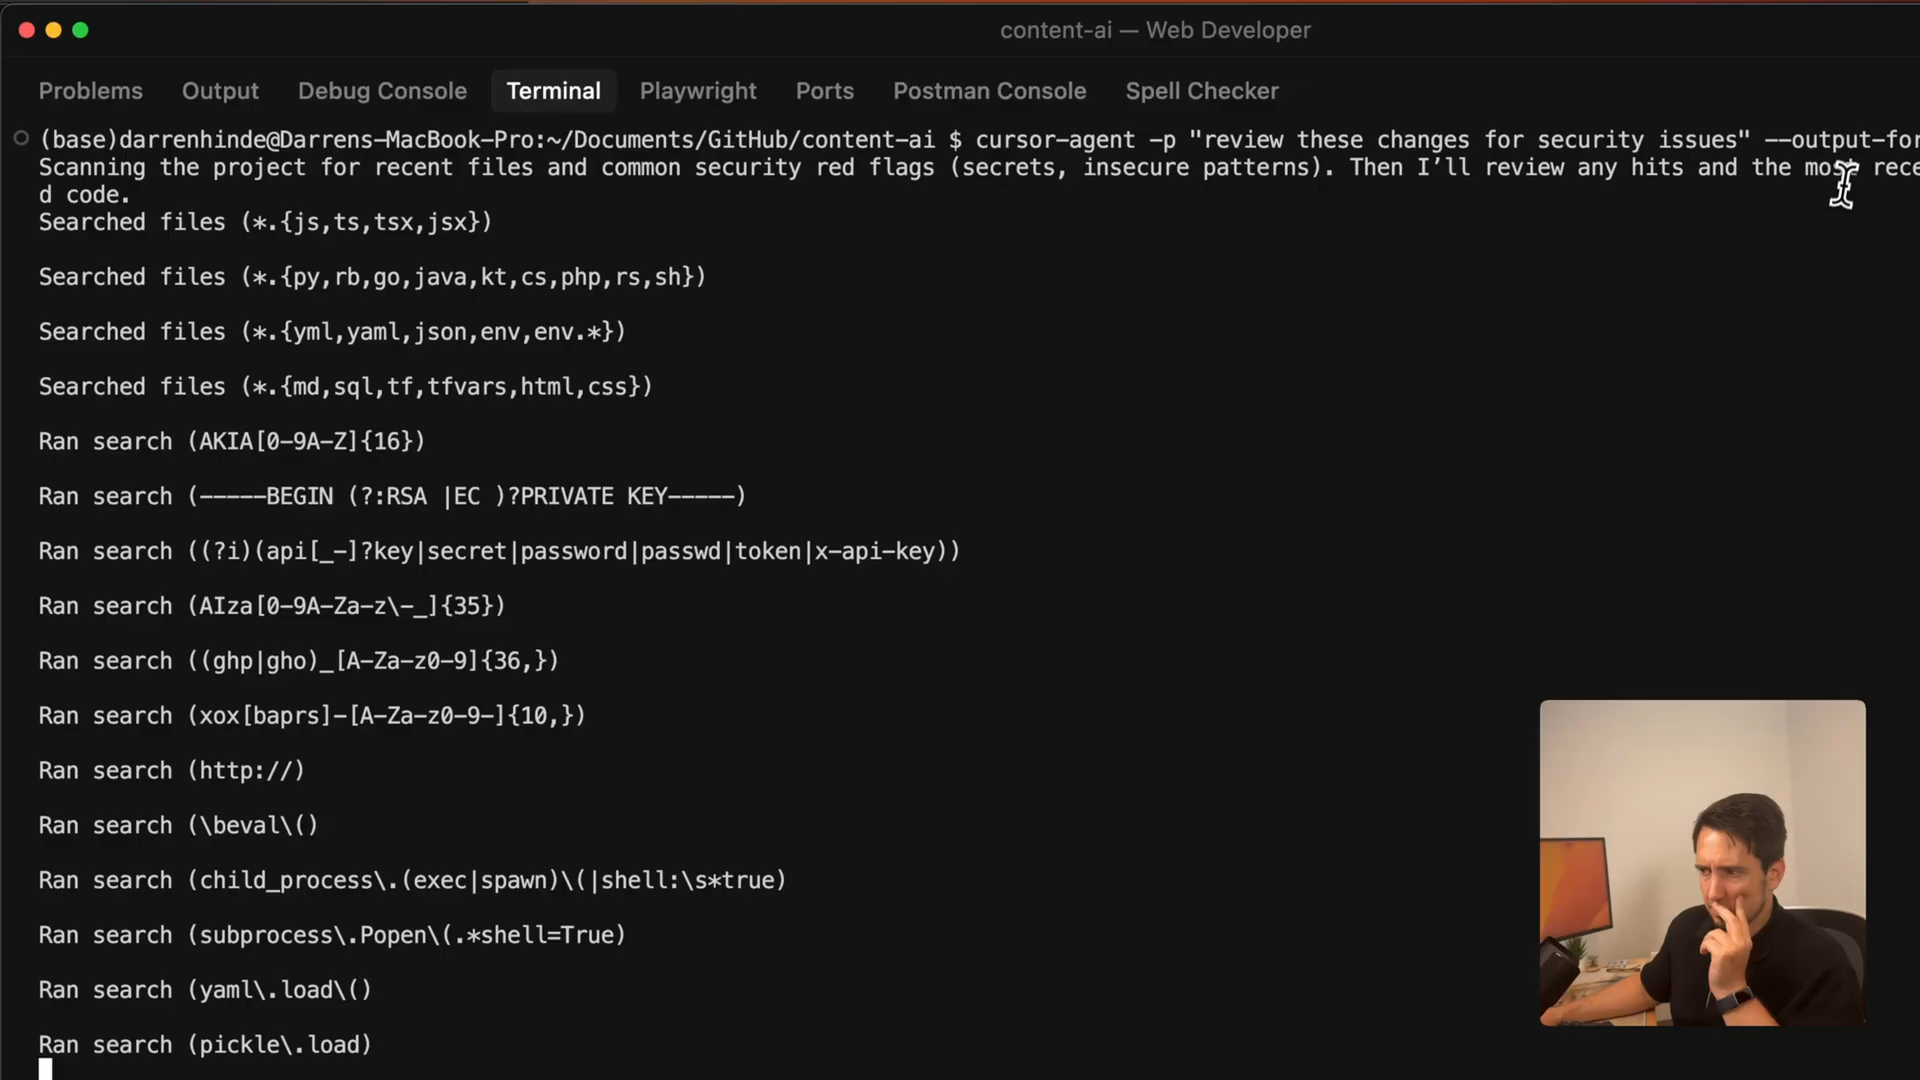 content-ai — Web Developer
Problems Output Debug Console Terminal Playwright Ports Postman Console Spell Checker
(base)darrenhinde@Darrens-MacBook-Pro:~/Documents/GitHub/content-ai $ cursor-agent -p "review these changes for security issues" --output-for
Scanning the project for recent files and common security red flags (secrets, insecure patterns). Then I’ll review any hits and the most rece
d code.
Searched files (*.{js,ts,tsx,jsx})
Searched files (*.{py,rb,go,java,kt,cs,php,rs,sh})
Searched files (*.{yml,yaml,json,env,env.*})
Searched files (*.{md,sql,tf,tfvars,html,css})
Ran search (AKIA[0-9A-Z]{16})
Ran search (-----BEGIN (?:RSA |EC )?PRIVATE KEY-----)
Ran search ((?i)(api[_-]?key|secret|password|passwd|token|x-api-key))
Ran search (AIza[0-9A-Za-z\-_]{35})
Ran search ((ghp|gho)_[A-Za-z0-9]{36,})
Ran search (xox[baprs]-[A-Za-z0-9-]{10,})
Ran search (http://)
Ran search (\beval\()
Ran search (child_process\.(exec|spawn)\(|shell:\s*true)
Ran search (subprocess\.Popen\(.*shell=True)
Ran search (yaml\.load\()
Ran search (pickle\.load)